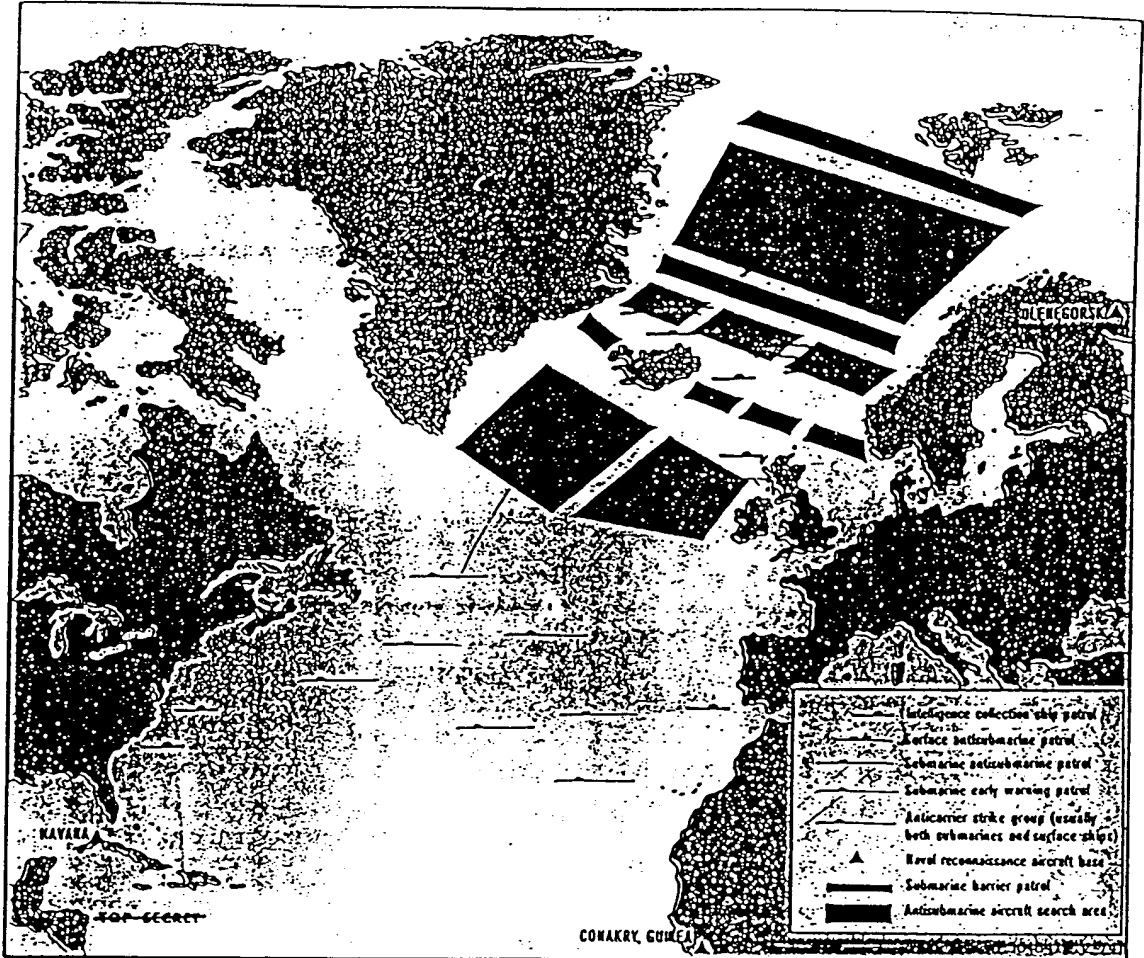 OLENEGORSK
Intelligence collection ship patrol
Surface antisubmarine patrol
Submarine antisubmarine patrol
Submarine early warning patrol
Anticarrier strike group (usually
both submarines and surface ships)
Naval reconnaissance aircraft base
Submarine barrier patrol
Antisubmarine aircraft search area
HAVANA
TOP SECRET
CONAKRY, GUINEA